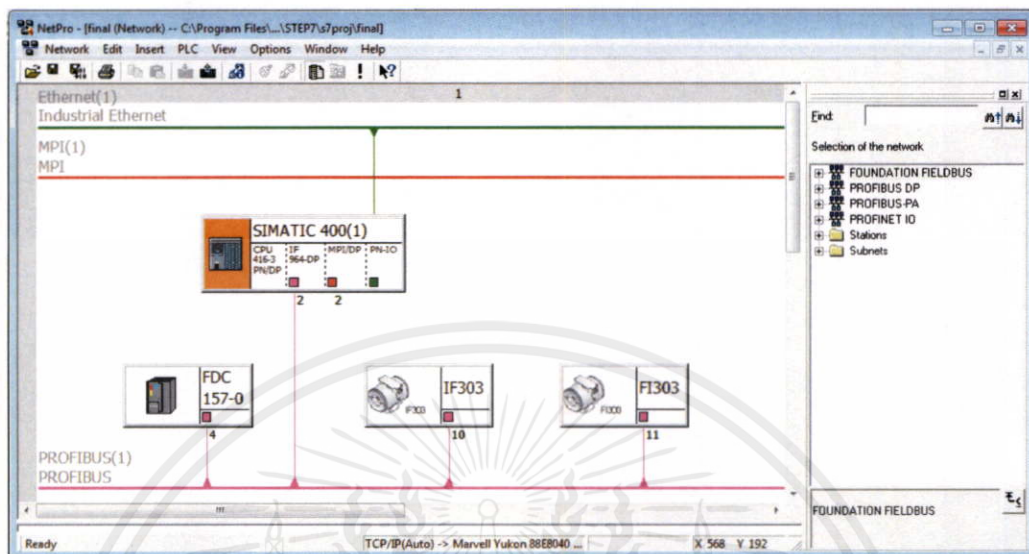 NetPro - [final (Network) -- C:\Program Files\...\STEP7\s7proj\final]
Network Edit Insert PLC View Options Window Help
Ethernet(1)
1
Industrial Ethernet
MPI(1)
MPI
SIMATIC 400(1)
CPU 416-3 PN/DP
IF 964-DP
MPI/DP
PN-IO
2 2
FDC 157-0
4
IF303
IF303
10
FI303
FI303
11
PROFIBUS(1)
PROFIBUS
Find:
Selection of the network
FOUNDATION FIELDBUS
PROFIBUS DP
PROFIBUS-PA
PROFINET IO
Stations
Subnets
FOUNDATION FIELDBUS
Ready
TCP/IP(Auto) -> Marvell Yukon 88E8040 ...
X 568 Y 192